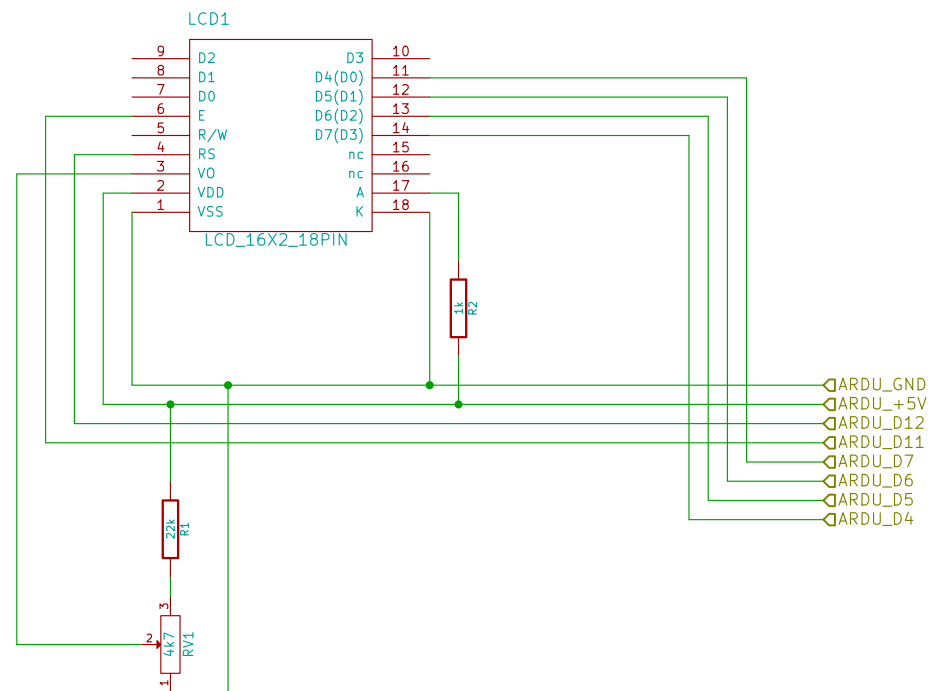 LCD1
9 D2 D3 10
8 D1 D4(D0) 11
7 D0 D5(D1) 12
6 E D6(D2) 13
5 R/W D7(D3) 14
4 RS nc 15
3 VO nc 16
2 VDD A 17
1 VSS K 18
LCD_16X2_18PIN
1k
R2
ARDU_GND
ARDU_+5V
ARDU_D12
ARDU_D11
ARDU_D7
ARDU_D6
ARDU_D5
ARDU_D4
22k
R1
3
2
4k7
RV1
1